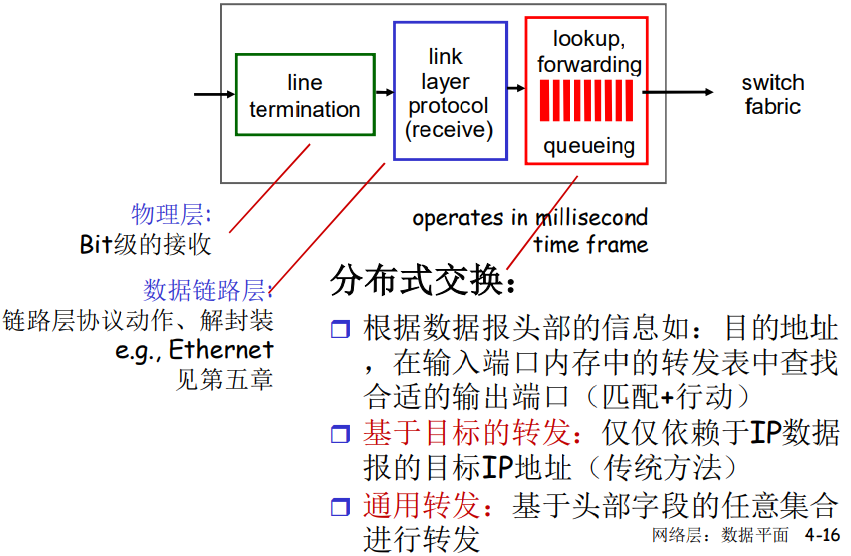 line
termination
link
layer
protocol
(receive)
lookup,
forwarding
queueing
switch
fabric
物理层:
Bit级的接收
数据链路层:
链路层协议动作、解封装
e.g., Ethernet
见第五章
operates in millisecond
time frame
分布式交换：
根据数据报头部的信息如：目的地址
，在输入端口内存中的转发表中查找
合适的输出端口（匹配+行动）
基于目标的转发：仅仅依赖于IP数据
报的目标IP地址（传统方法）
通用转发：基于头部字段的任意集合
进行转发
网络层：数据平面 4-16